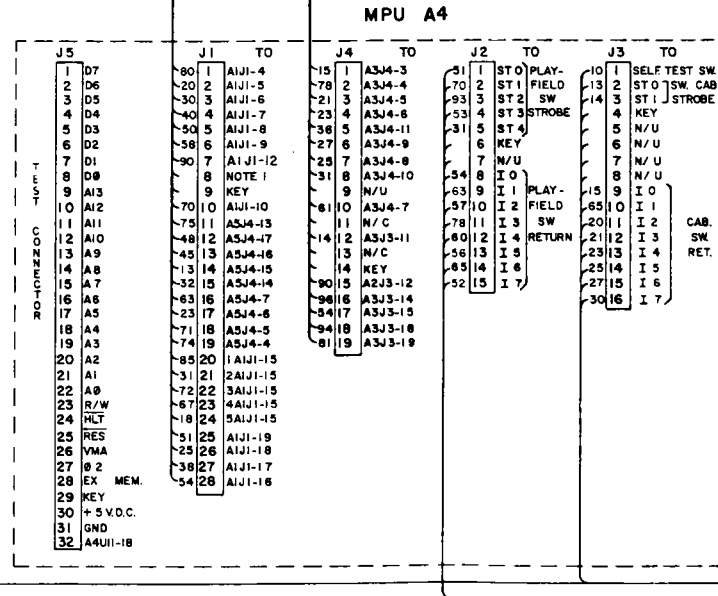 MPU A4
J5
1 D7
2 D6
3 D5
4 D4
5 D3
6 D2
7 D1
8 DØ
9 A13
10 A12
11 A11
12 A10
13 A9
14 A8
15 A7
16 A6
17 A5
18 A4
19 A3
20 A2
21 A1
22 AØ
23 R/W
24 HLT
25 RES
26 VMA
27 Ø2
28 EX MEM.
29 KEY
30 +5 V.D.C.
31 GND
32 A4U11-18
TEST CONNECTOR
J1 TO
80 1 A1J1-4
20 2 A1J1-5
30 3 A1J1-6
40 4 A1J1-7
50 5 A1J1-8
58 6 A1J1-9
90 7 A1J1-12
8 NOTE 1
9 KEY
70 10 A1J1-10
75 11 A5J4-13
48 12 A5J4-17
45 13 A5J4-16
13 14 A5J4-15
32 15 A5J4-14
63 16 A5J4-7
23 17 A5J4-6
71 18 A5J4-5
74 19 A5J4-4
85 20 1A1J1-15
31 21 2A1J1-15
72 22 3A1J1-15
67 23 4A1J1-15
18 24 5A1J1-15
51 25 A1J1-19
25 26 A1J1-18
38 27 A1J1-17
54 28 A1J1-16
J4 TO
15 1 A3J4-3
78 2 A3J4-4
21 3 A3J4-5
23 4 A3J4-6
36 5 A3J4-11
27 6 A3J4-9
25 7 A3J4-8
31 8 A3J4-10
9 N/U
61 10 A3J4-7
11 N/C
14 12 A3J3-11
13 N/C
14 KEY
90 15 A2J3-12
96 16 A3J3-14
54 17 A3J3-15
94 18 A3J3-18
81 19 A3J3-19
J2 TO
51 1 ST 0
70 2 ST 1
93 3 ST 2
53 4 ST 3
31 5 ST 4
PLAY-
FIELD
SW
STROBE
6 KEY
7 N/U
54 8 I 0
63 9 I 1
57 10 I 2
78 11 I 3
60 12 I 4
56 13 I 5
65 14 I 6
52 15 I 7
PLAY-
FIELD
SW
RETURN
J3 TO
10 1 SELF TEST SW.
13 2 ST 0 SW. CAB
14 3 ST 1 STROBE
4 KEY
5 N/U
6 N/U
7 N/U
8 N/U
15 9 I 0
65 10 I 1
20 11 I 2
21 12 I 3
23 13 I 4
25 14 I 5
27 15 I 6
30 16 I 7
CAB.
SW.
RET.